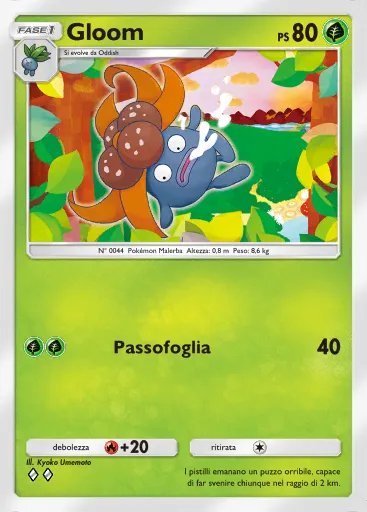 FASE 1
Gloom
PS 80
Si evolve da Oddish
N° 0044 Pokémon Malerba Altezza: 0,8 m Peso: 8,6 kg
Passofoglia 40
debolezza +20 ritirata
Ill. Kyoko Umemoto
I pistilli emanano un puzzo orribile, capace
di far svenire chiunque nel raggio di 2 km.